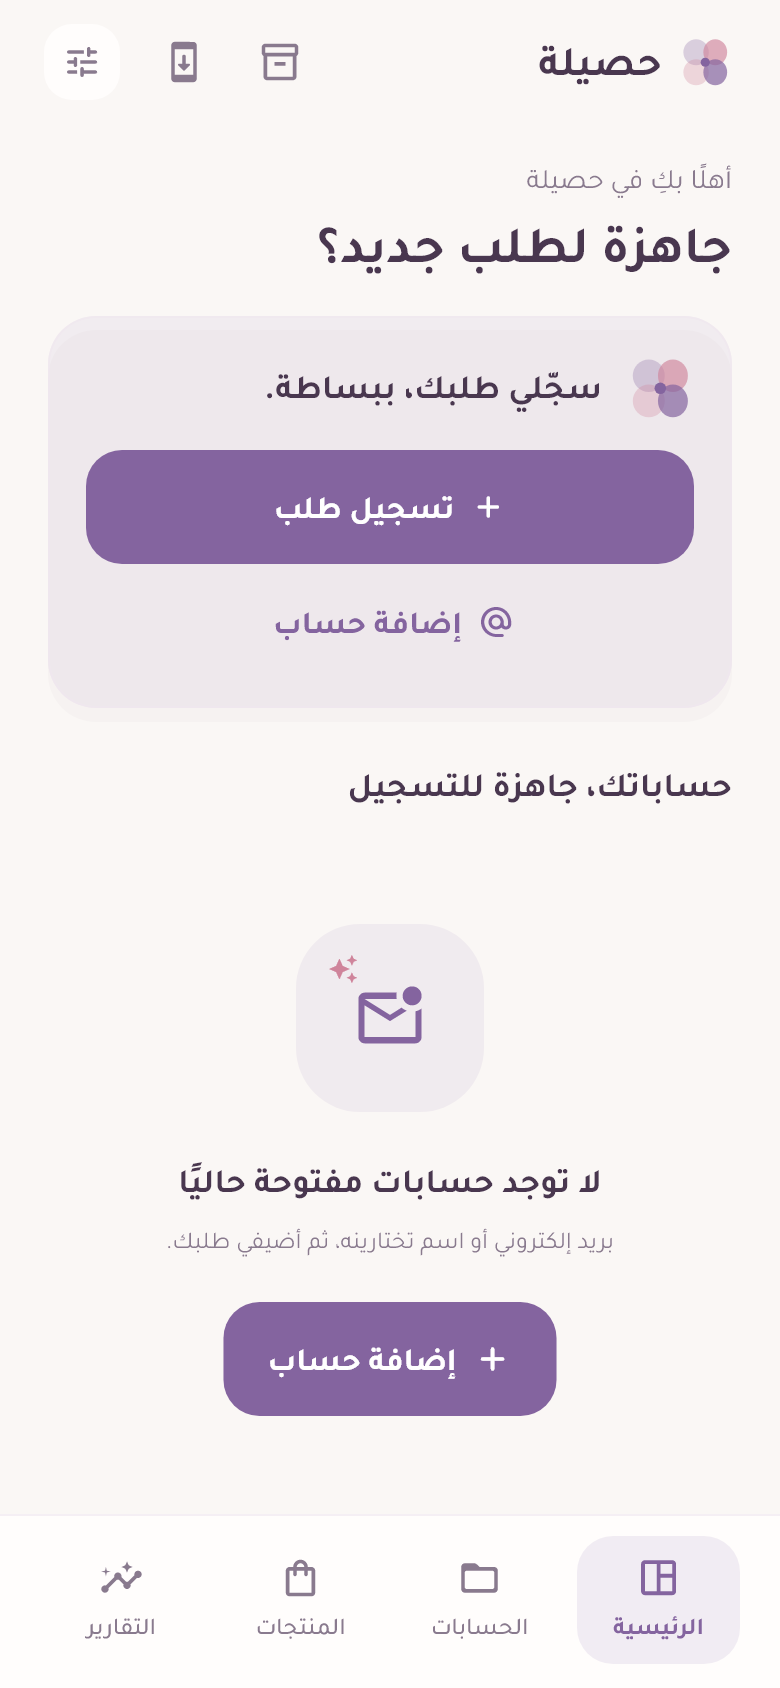 حصيلة
أهلًا بكِ في حصيلة
جاهزة لطلب جديد؟
سجّلي طلبك، ببساطة.
+ تسجيل طلب
إضافة حساب
حساباتك، جاهزة للتسجيل
لا توجد حسابات مفتوحة حاليًا
بريد إلكتروني أو اسم تختارينه، ثم أضيفي طلبك.
+ إضافة حساب
الرئيسية
الحسابات
المنتجات
التقارير